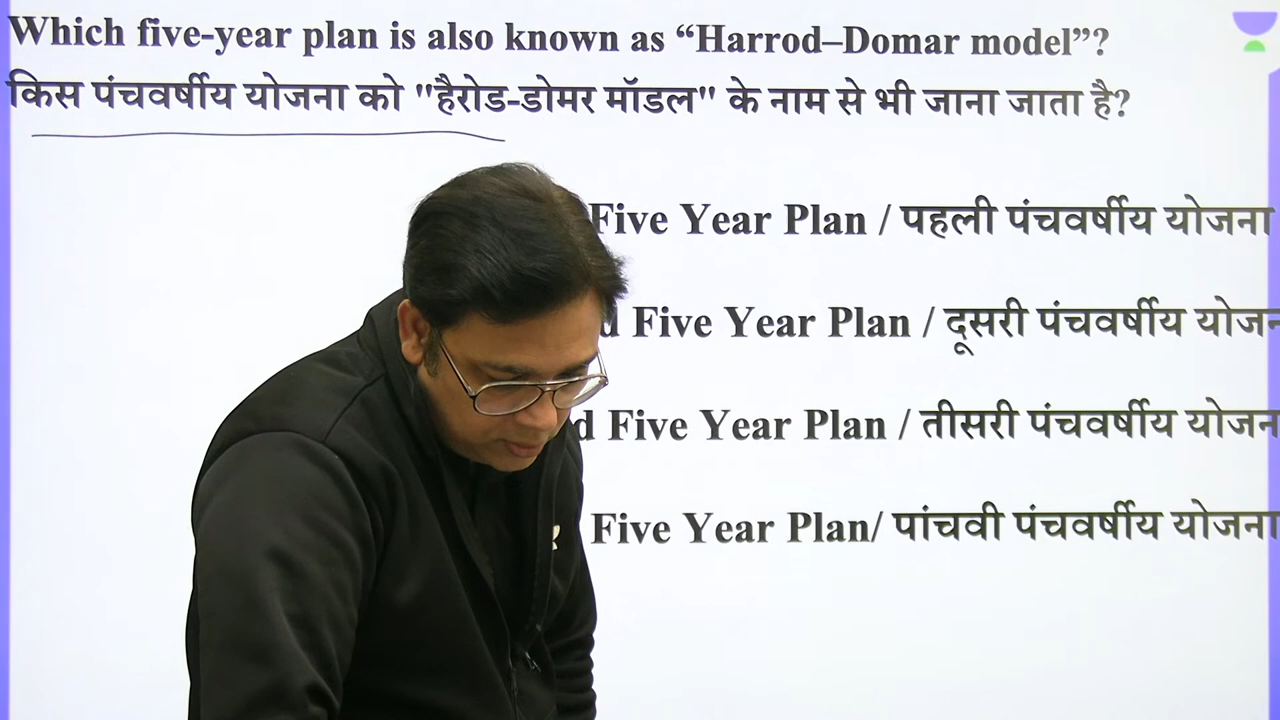 Which five-year plan is also known as “Harrod–Domar model”?
किस पंचवर्षीय योजना को "हैरोड-डोमर मॉडल" के नाम से भी जाना जाता है?
Five Year Plan / पहली पंचवर्षीय योजना
Five Year Plan / दूसरी पंचवर्षीय
Five Year Plan / तीसरी पंचवर्षीय
Five Year Plan/ पांचवी पंचवर्षीय योजना